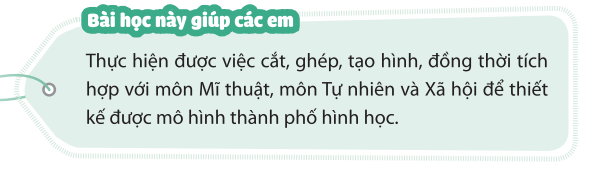 Bài học này giúp các em
Thực hiện được việc cắt, ghép, tạo hình, đồng thời tích
hợp với môn Mĩ thuật, môn Tự nhiên và Xã hội để thiết
kế được mô hình thành phố hình học.